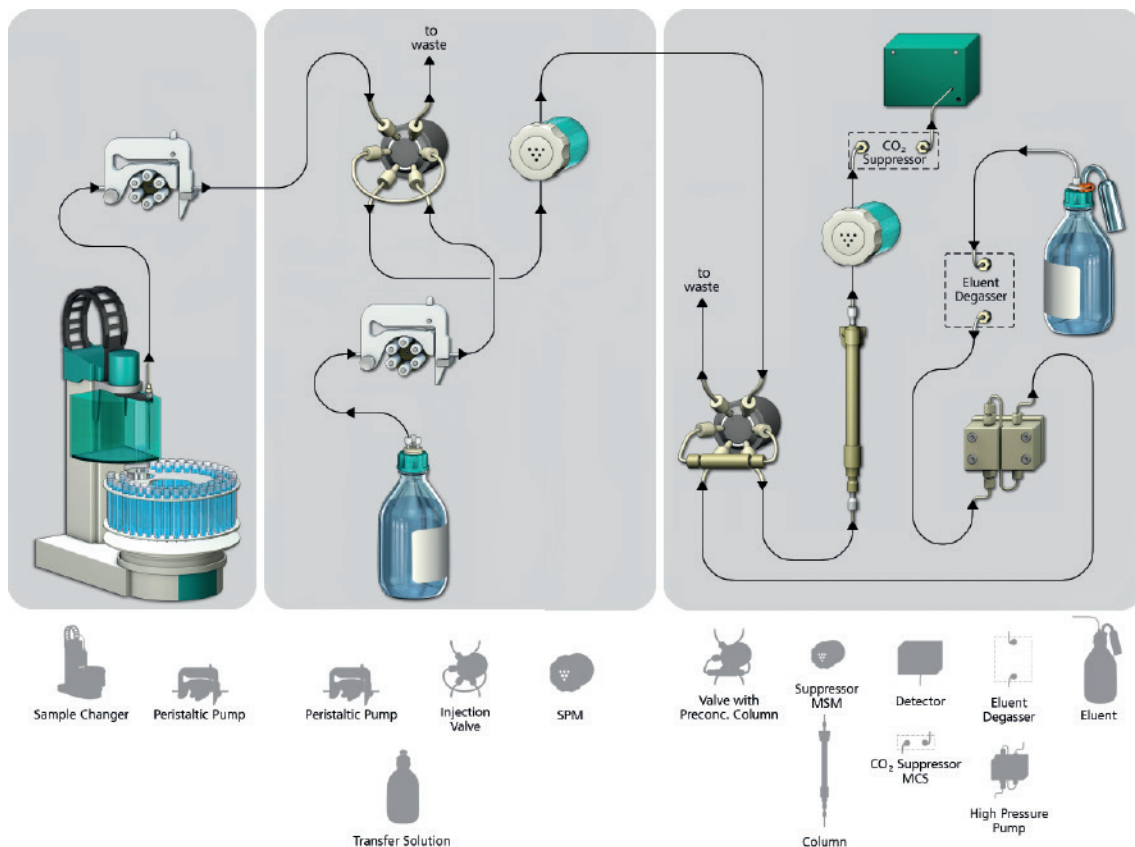 to
waste
CO₂
Suppressor
Eluent
Degasser
to
waste
Sample Changer
Peristaltic Pump
Peristaltic Pump
Injection
Valve
SPM
Transfer Solution
Valve with
Preconc. Column
Suppressor
MSM
Detector
Eluent
Degasser
Eluent
CO₂ Suppressor
MCS
High Pressure
Pump
Column